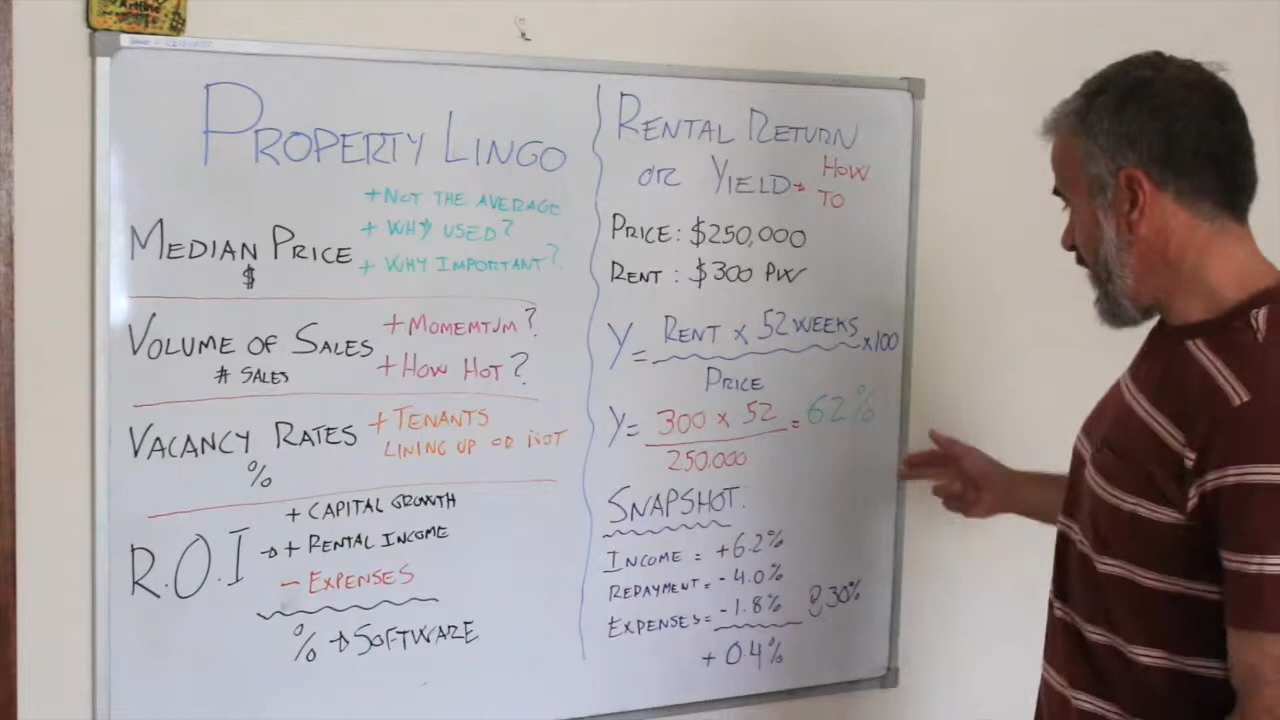 Artline
PROPERTY LINGO
MEDIAN PRICE
$
+ NOT THE AVERAGE
+ WHY USED?
+ WHY IMPORTANT?
VOLUME OF SALES
# SALES
+ MOMEMTUM?
+ HOW HOT?
VACANCY RATES
%
+ TENANTS
LINING UP OR NOT
R.O.I
+ CAPITAL GROWTH
+ RENTAL INCOME
- EXPENSES
% → SOFTWARE
RENTAL RETURN
OR YIELD → HOW
TO
PRICE: $250,000
RENT: $300 PW
Y = RENT x 52 WEEKS x100
PRICE
Y = 300 x 52 = 62%
250.000
SNAPSHOT.
INCOME = +6.2%
REPAYMENT = -4.0%
EXPENSES = -1.8% @ 30%
+ 0.4%